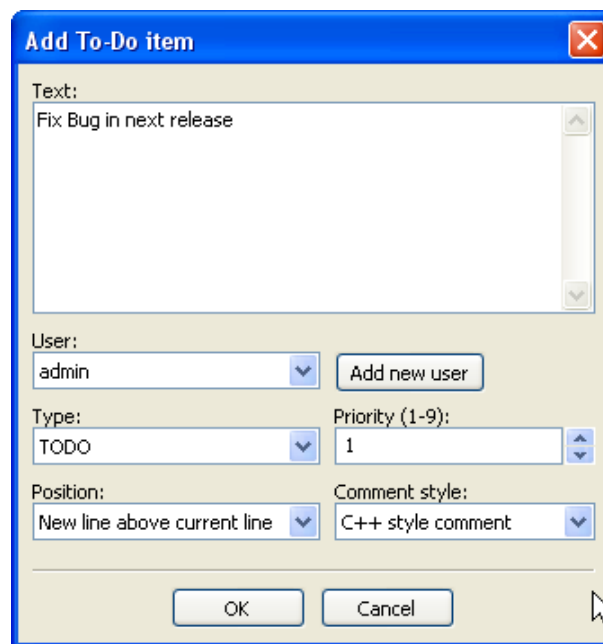 Add To-Do item
Text:
Fix Bug in next release
User:
admin
Add new user
Type:
Priority (1-9):
TODO
1
Position:
Comment style:
New line above current line
C++ style comment
OK
Cancel